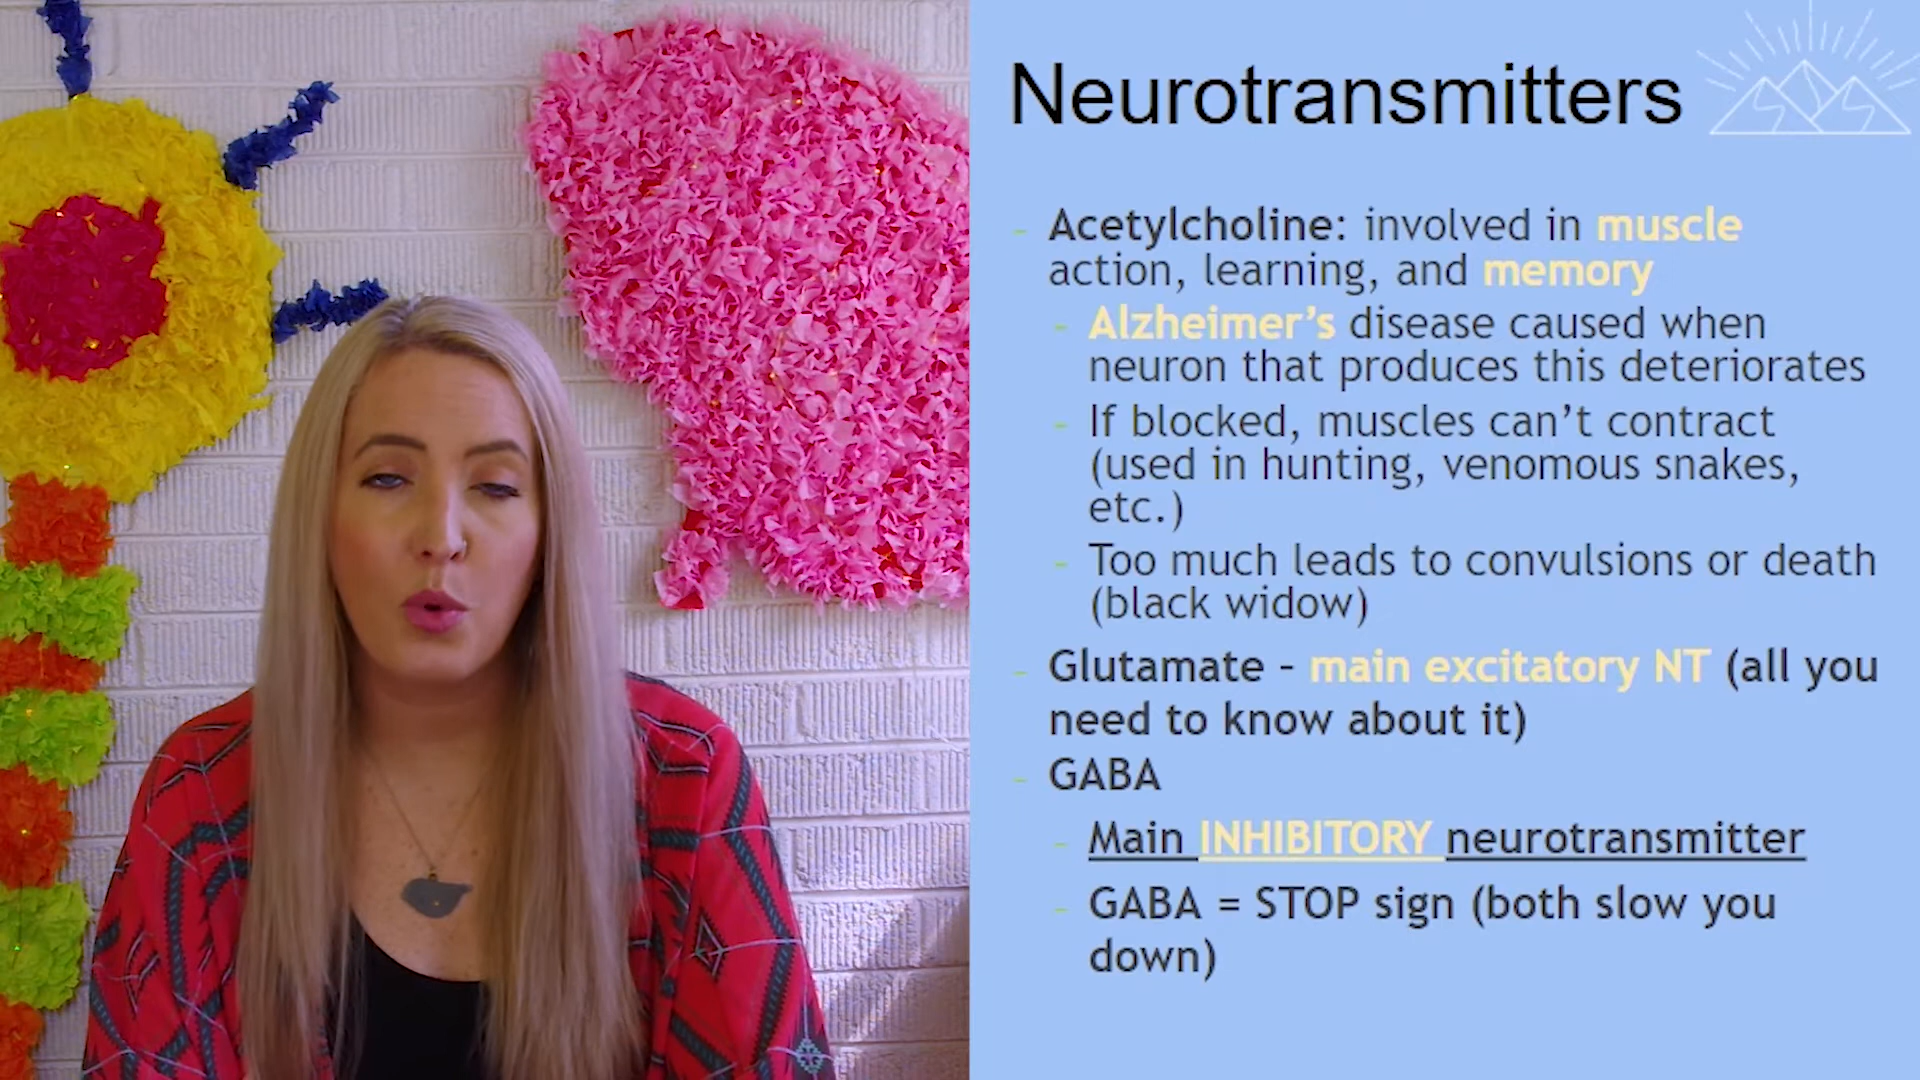 Neurotransmitters
- Acetylcholine: involved in muscle
action, learning, and memory
- Alzheimer’s disease caused when
neuron that produces this deteriorates
- If blocked, muscles can’t contract
(used in hunting, venomous snakes,
etc.)
- Too much leads to convulsions or death
(black widow)
- Glutamate – main excitatory NT (all you
need to know about it)
- GABA
- Main INHIBITORY neurotransmitter
- GABA = STOP sign (both slow you
down)